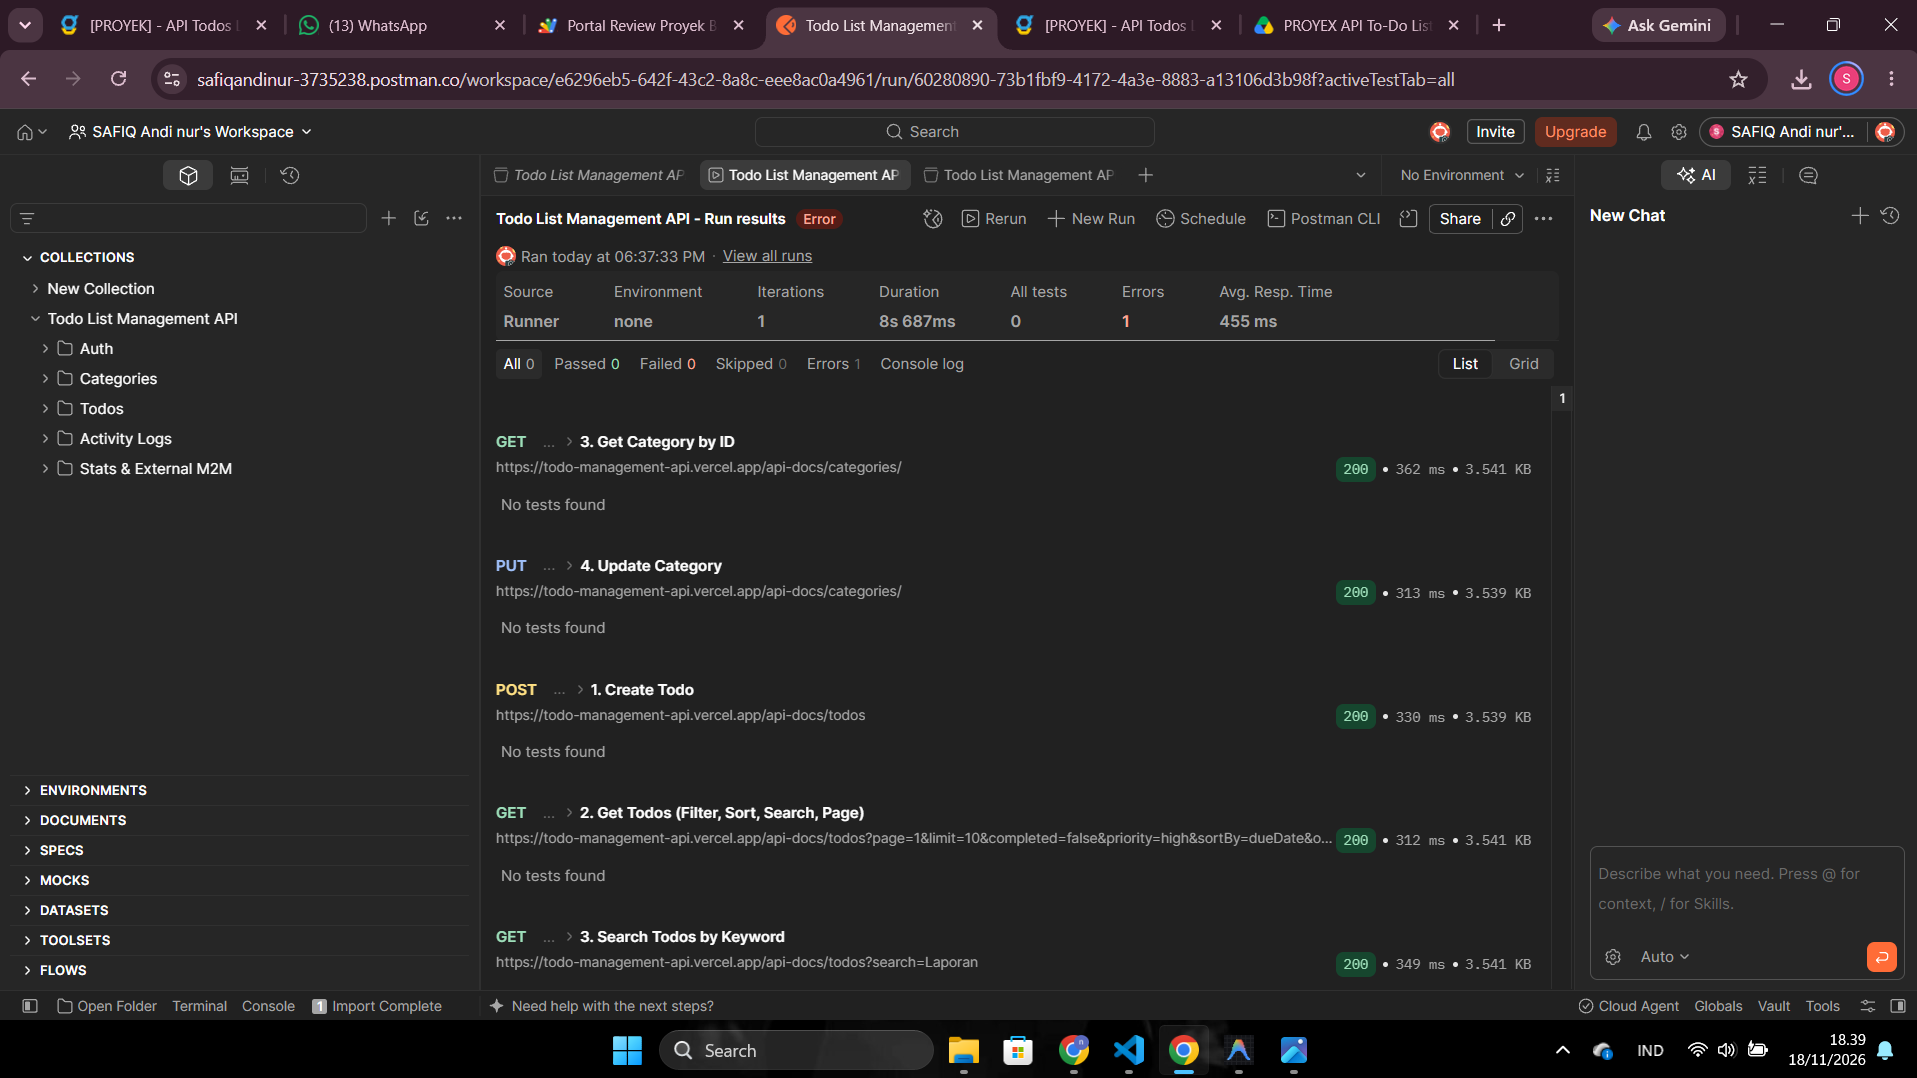 [PROYEK] - API Todos L
(13) WhatsApp
Portal Review Proyek B
Todo List Management
[PROYEK] - API Todos L
PROYEX API To-Do List
Ask Gemini
safiqandinur-3735238.postman.co/workspace/e6296eb5-642f-43c2-8a8c-eee8ac0a4961/run/60280890-73b1fbf9-4172-4a3e-8883-a13106d3b98f?activeTestTab=all
S
SAFIQ Andi nur's Workspace
Search
Invite
Upgrade
S
SAFIQ Andi nur'...
Todo List Management AP
Todo List Management AP
Todo List Management AP
No Environment
AI
Todo List Management API - Run results
Error
Rerun
New Run
Schedule
Postman CLI
Share
New Chat
Ran today at 06:37:33 PM · View all runs
COLLECTIONS
New Collection
Todo List Management API
Auth
Categories
Todos
Activity Logs
Stats & External M2M
Source Environment Iterations Duration All tests Errors Avg. Resp. Time
Runner none 1 8s 687ms 0 1 455 ms
All 0 Passed 0 Failed 0 Skipped 0 Errors 1 Console log
List Grid
1
GET ... > 3. Get Category by ID
https://todo-management-api.vercel.app/api-docs/categories/
200 • 362 ms • 3.541 KB
No tests found
PUT ... > 4. Update Category
https://todo-management-api.vercel.app/api-docs/categories/
200 • 313 ms • 3.539 KB
No tests found
POST ... > 1. Create Todo
https://todo-management-api.vercel.app/api-docs/todos
200 • 330 ms • 3.539 KB
No tests found
GET ... > 2. Get Todos (Filter, Sort, Search, Page)
https://todo-management-api.vercel.app/api-docs/todos?page=1&limit=10&completed=false&priority=high&sortBy=dueDate&o...
200 • 312 ms • 3.541 KB
No tests found
GET ... > 3. Search Todos by Keyword
https://todo-management-api.vercel.app/api-docs/todos?search=Laporan
200 • 349 ms • 3.541 KB
ENVIRONMENTS
DOCUMENTS
SPECS
MOCKS
DATASETS
TOOLSETS
FLOWS
Describe what you need. Press @ for
context, / for Skills.
Auto
Open Folder
Terminal
Console
1 Import Complete
Need help with the next steps?
Cloud Agent
Globals
Vault
Tools
Search
IND
18.39
18/11/2026